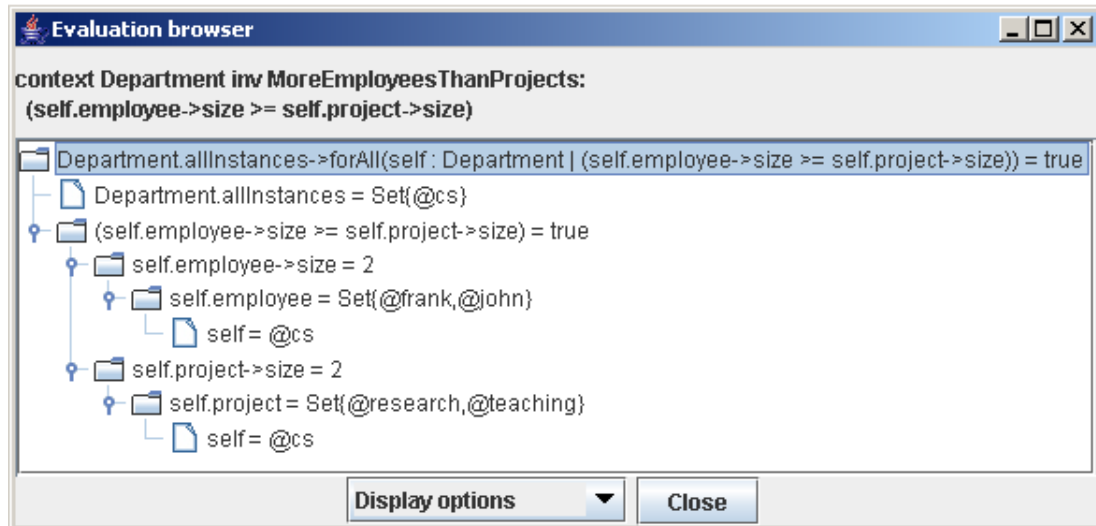 Evaluation browser
context Department inv MoreEmployeesThanProjects:
(self.employee->size >= self.project->size)
Department.allInstances->forAll(self : Department | (self.employee->size >= self.project->size)) = true
Department.allInstances = Set{@cs}
(self.employee->size >= self.project->size) = true
self.employee->size = 2
self.employee = Set{@frank,@john}
self = @cs
self.project->size = 2
self.project = Set{@research,@teaching}
self = @cs
Display options
Close